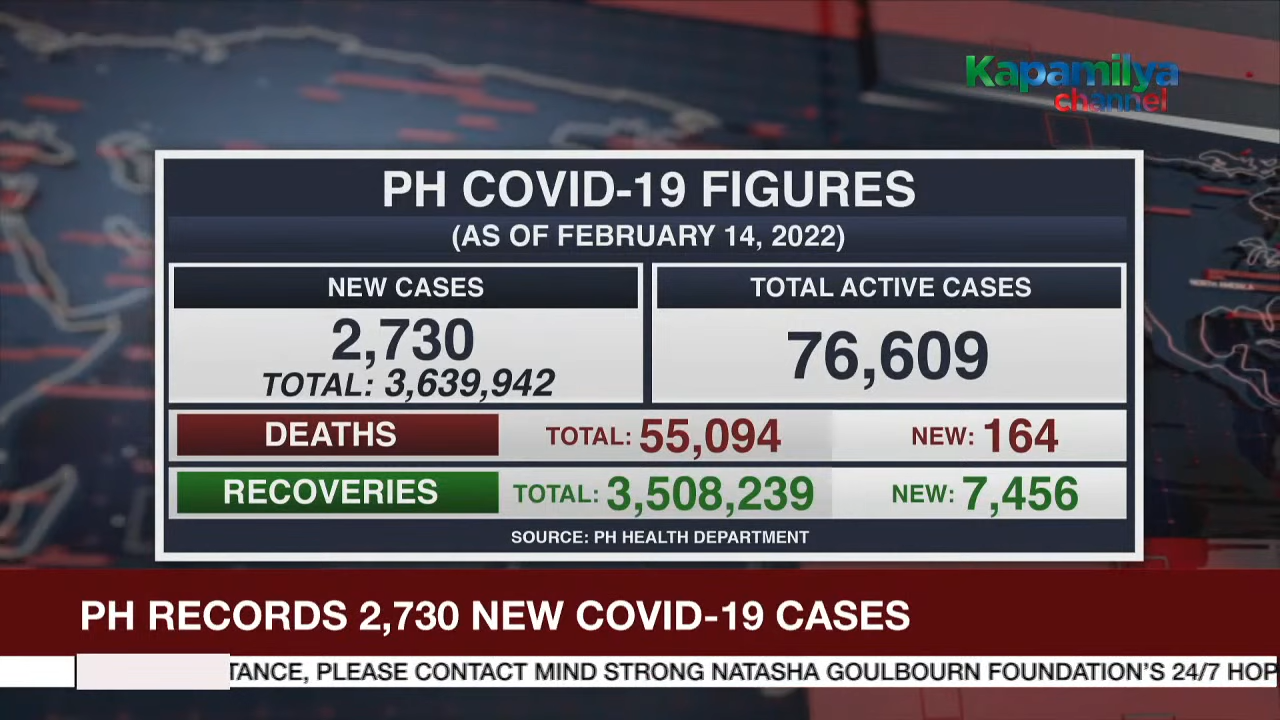 Kapamilya
channel
PH COVID-19 FIGURES
(AS OF FEBRUARY 14, 2022)
NEW CASES
2,730
TOTAL: 3,639,942
TOTAL ACTIVE CASES
76,609
DEATHS
TOTAL: 55,094
NEW: 164
RECOVERIES
TOTAL: 3,508,239
NEW: 7,456
SOURCE: PH HEALTH DEPARTMENT
NORTH AMERICA
PH RECORDS 2,730 NEW COVID-19 CASES
TANCE, PLEASE CONTACT MIND STRONG NATASHA GOULBOURN FOUNDATION'S 24/7 HOP